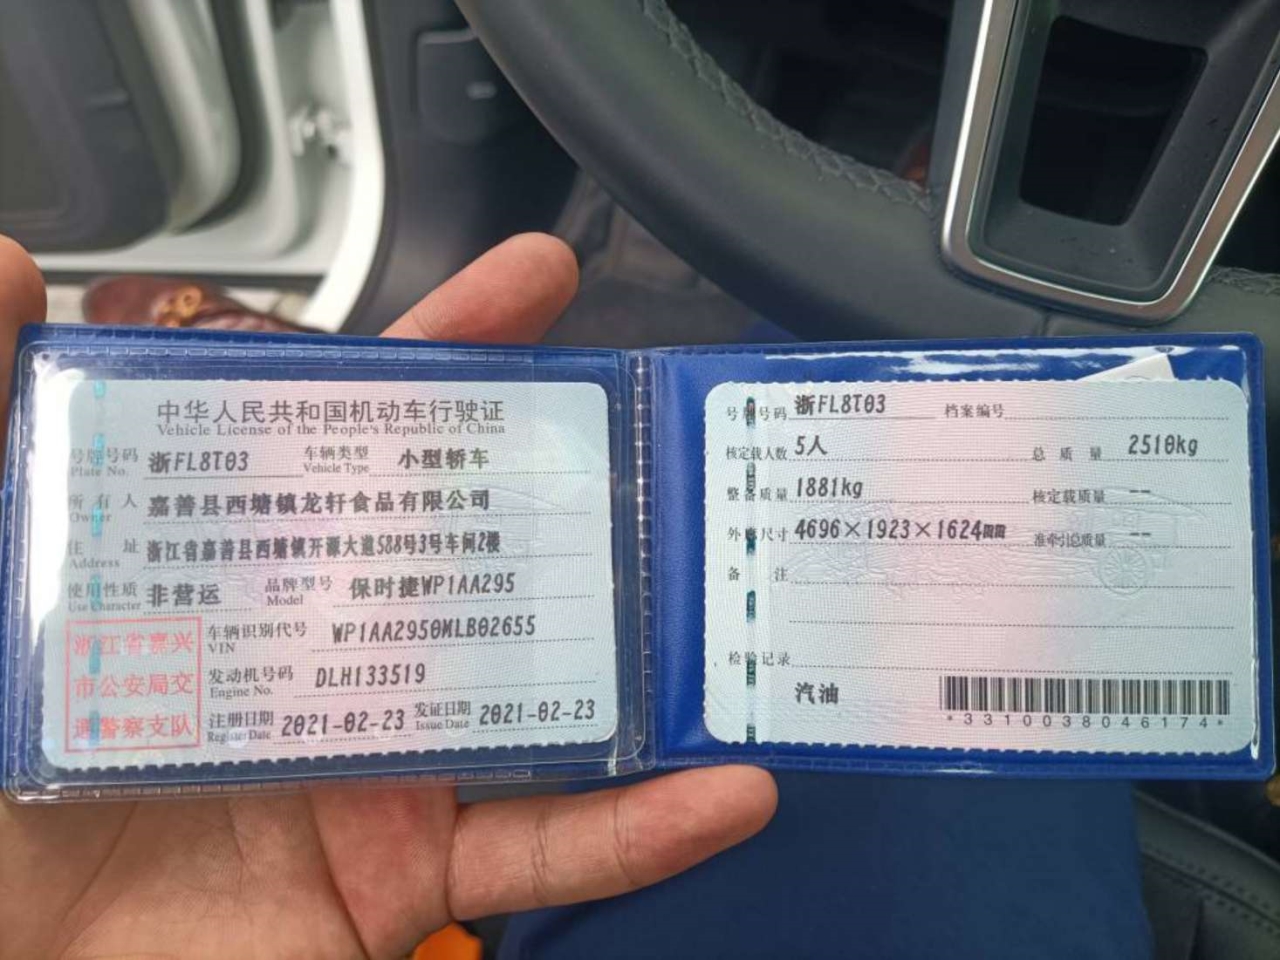 中华人民共和国机动车行驶证
Vehicle License of the People's Republic of China
号牌号码 浙FL8T03 车辆类型 小型轿车
Plate No. Vehicle Type
所有人 嘉善县西塘镇龙轩食品有限公司
Owner
住址 浙江省嘉善县西塘镇开源大道588号3号车间2楼
Address
使用性质 非营运 品牌型号 保时捷WP1AA295
Use Character Model
浙江省嘉兴
市公安局交
通警察支队
车辆识别代号 WP1AA2950MLB02655
VIN
发动机号码 DLH133519
Engine No.
注册日期 2021-02-23 发证日期 2021-02-23
Register Date Issue Date
号牌号码 浙FL8T03 档案编号
核定载人数 5人 总质量 2510kg
整备质量 1881kg 核定载质量 --
外廓尺寸 4696×1923×1624mm 准牵引总质量 --
备注
检验记录
汽油
*3310038046174*